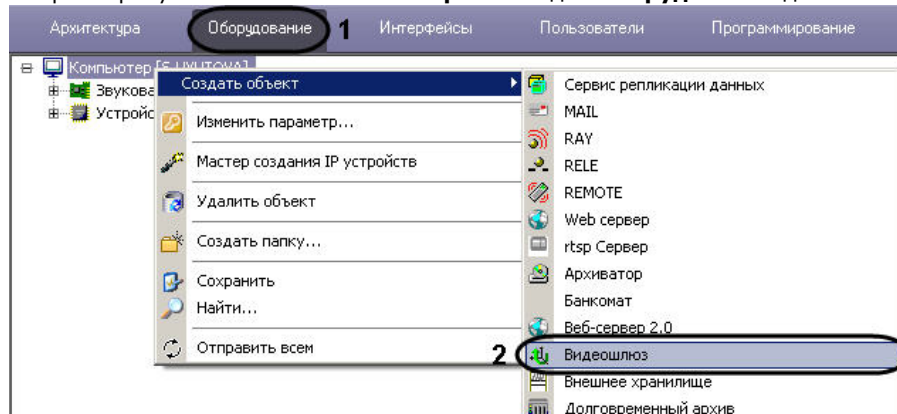 Архитектура Оборудование 1 Интерфейсы Пользователи Программирование
Компьютер
Звукова
Устройс
Создать объект
Изменить параметр...
Мастер создания IP устройств
Удалить объект
Создать папку...
Сохранить
Найти...
Отправить всем
Сервис репликации данных
MAIL
RAY
RELE
REMOTE
Web сервер
rtsp Сервер
Архиватор
Банкомат
Веб-сервер 2.0
2 Видеошлюз
Внешнее хранилище
Долговременный архив